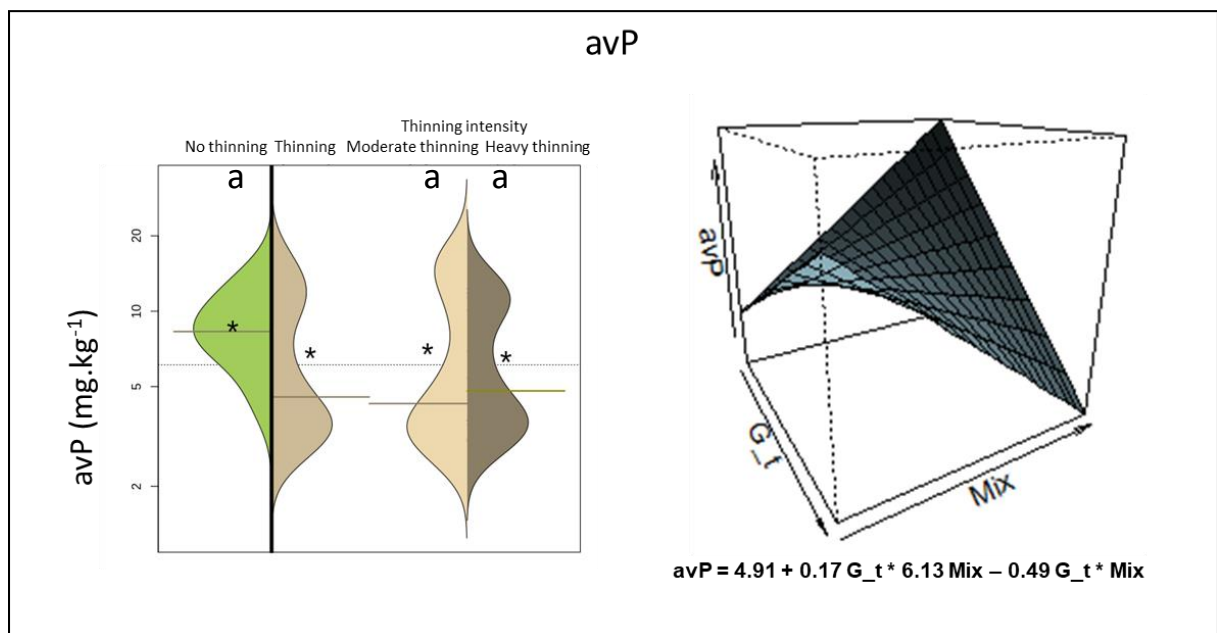 avP
Thinning intensity
No thinning Thinning Moderate thinning Heavy thinning
a a a
20
10
5
2
* * * *
avP (mg.kg-1)
avP
G_t
Mix
avP = 4.91 + 0.17 G_t * 6.13 Mix – 0.49 G_t * Mix